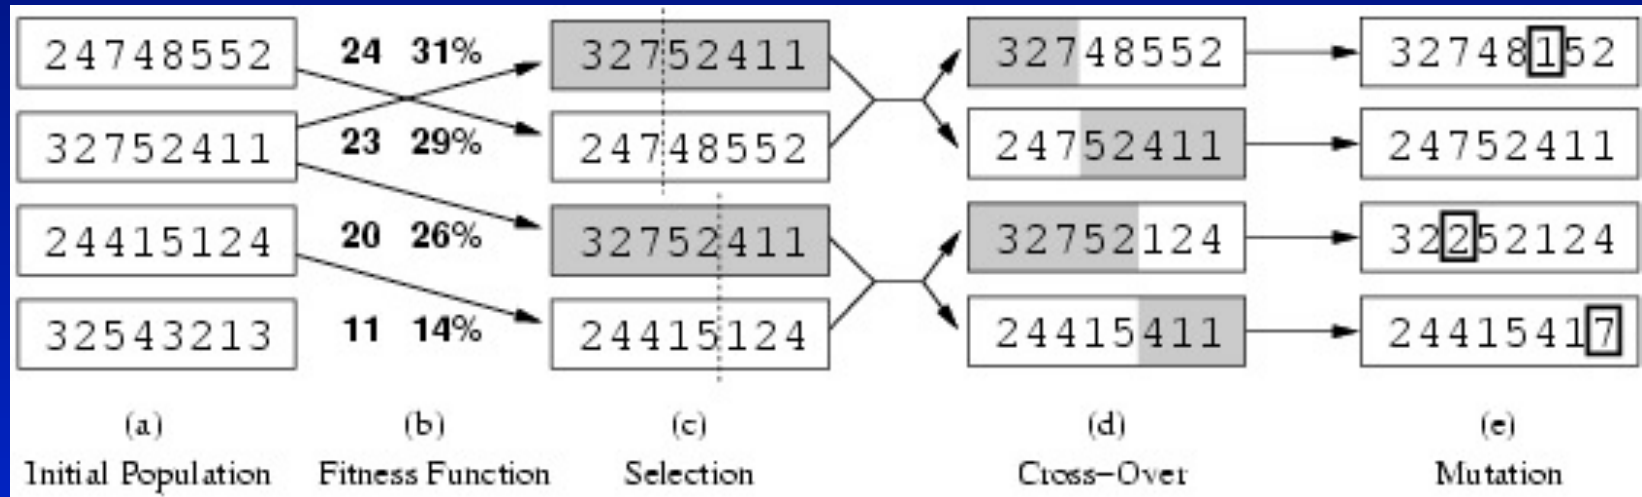 24748552 24 31% 32752411 32748552 32748152
32752411 23 29% 24748552 24752411 24752411
24415124 20 26% 32752411 32752124 32252124
32543213 11 14% 24415124 24415411 24415417
(a) (b) (c) (d) (e)
Initial Population Fitness Function Selection Cross-Over Mutation